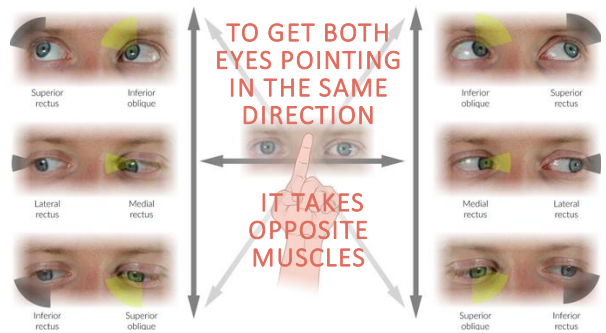 TO GET BOTH
EYES POINTING
IN THE SAME
DIRECTION
IT TAKES
OPPOSITE
MUSCLES
Superior
rectus
Inferior
oblique
Lateral
rectus
Medial
rectus
Inferior
rectus
Superior
oblique
Inferior
oblique
Superior
rectus
Medial
rectus
Lateral
rectus
Superior
oblique
Inferior
rectus